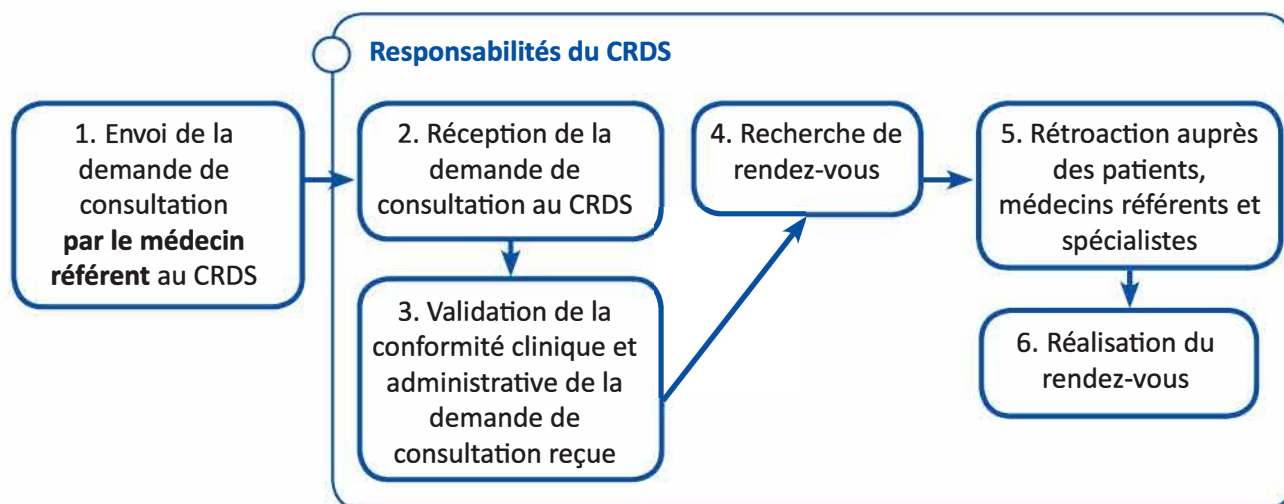 Responsabilités du CRDS
1. Envoi de la
demande de
consultation
par le médecin
référent au CRDS
2. Réception de la
demande de
consultation au CRDS
3. Validation de la
conformité clinique et
administrative de la
demande de
consultation reçue
4. Recherche de
rendez-vous
5. Rétroaction auprès
des patients,
médecins référents et
spécialistes
6. Réalisation du
rendez-vous